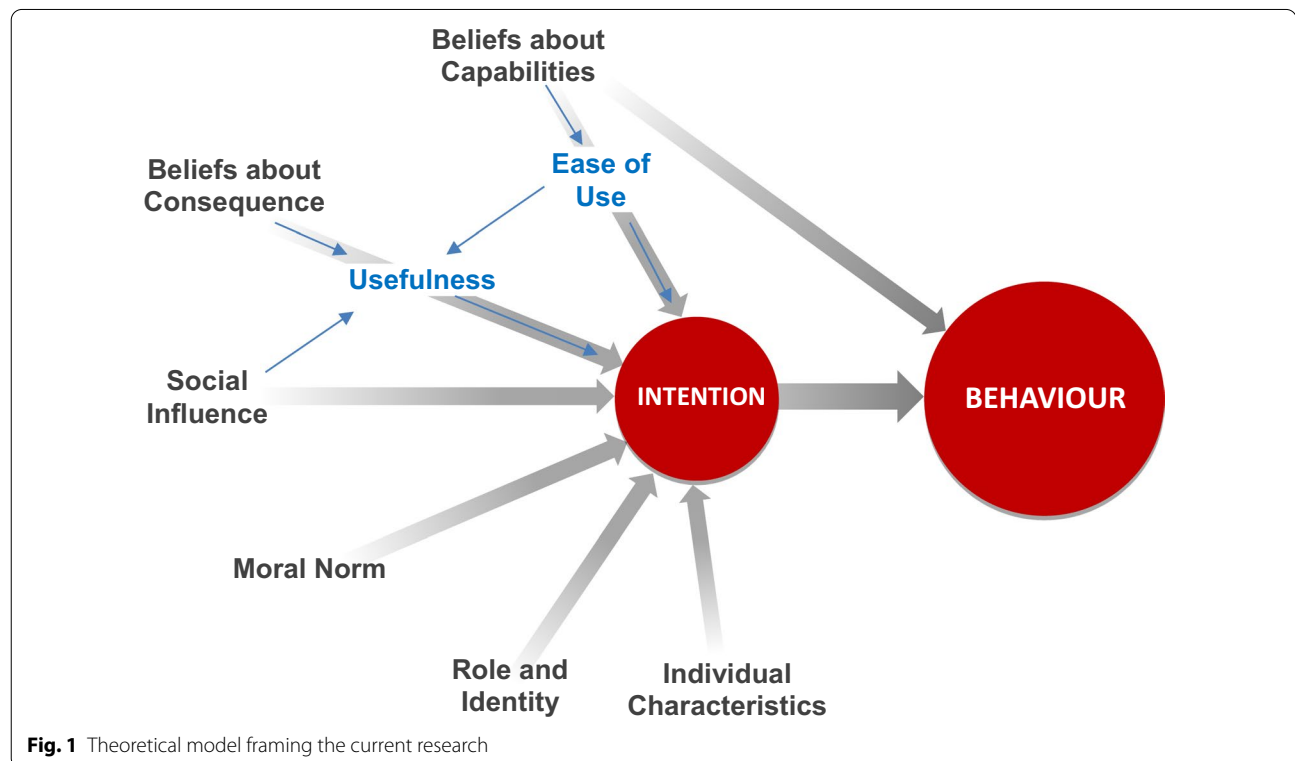 Beliefs about
Capabilities
Ease of
Use
Beliefs about
Consequence
Usefulness
Social
Influence
INTENTION
BEHAVIOUR
Moral Norm
Role and
Identity
Individual
Characteristics
Fig. 1 Theoretical model framing the current research